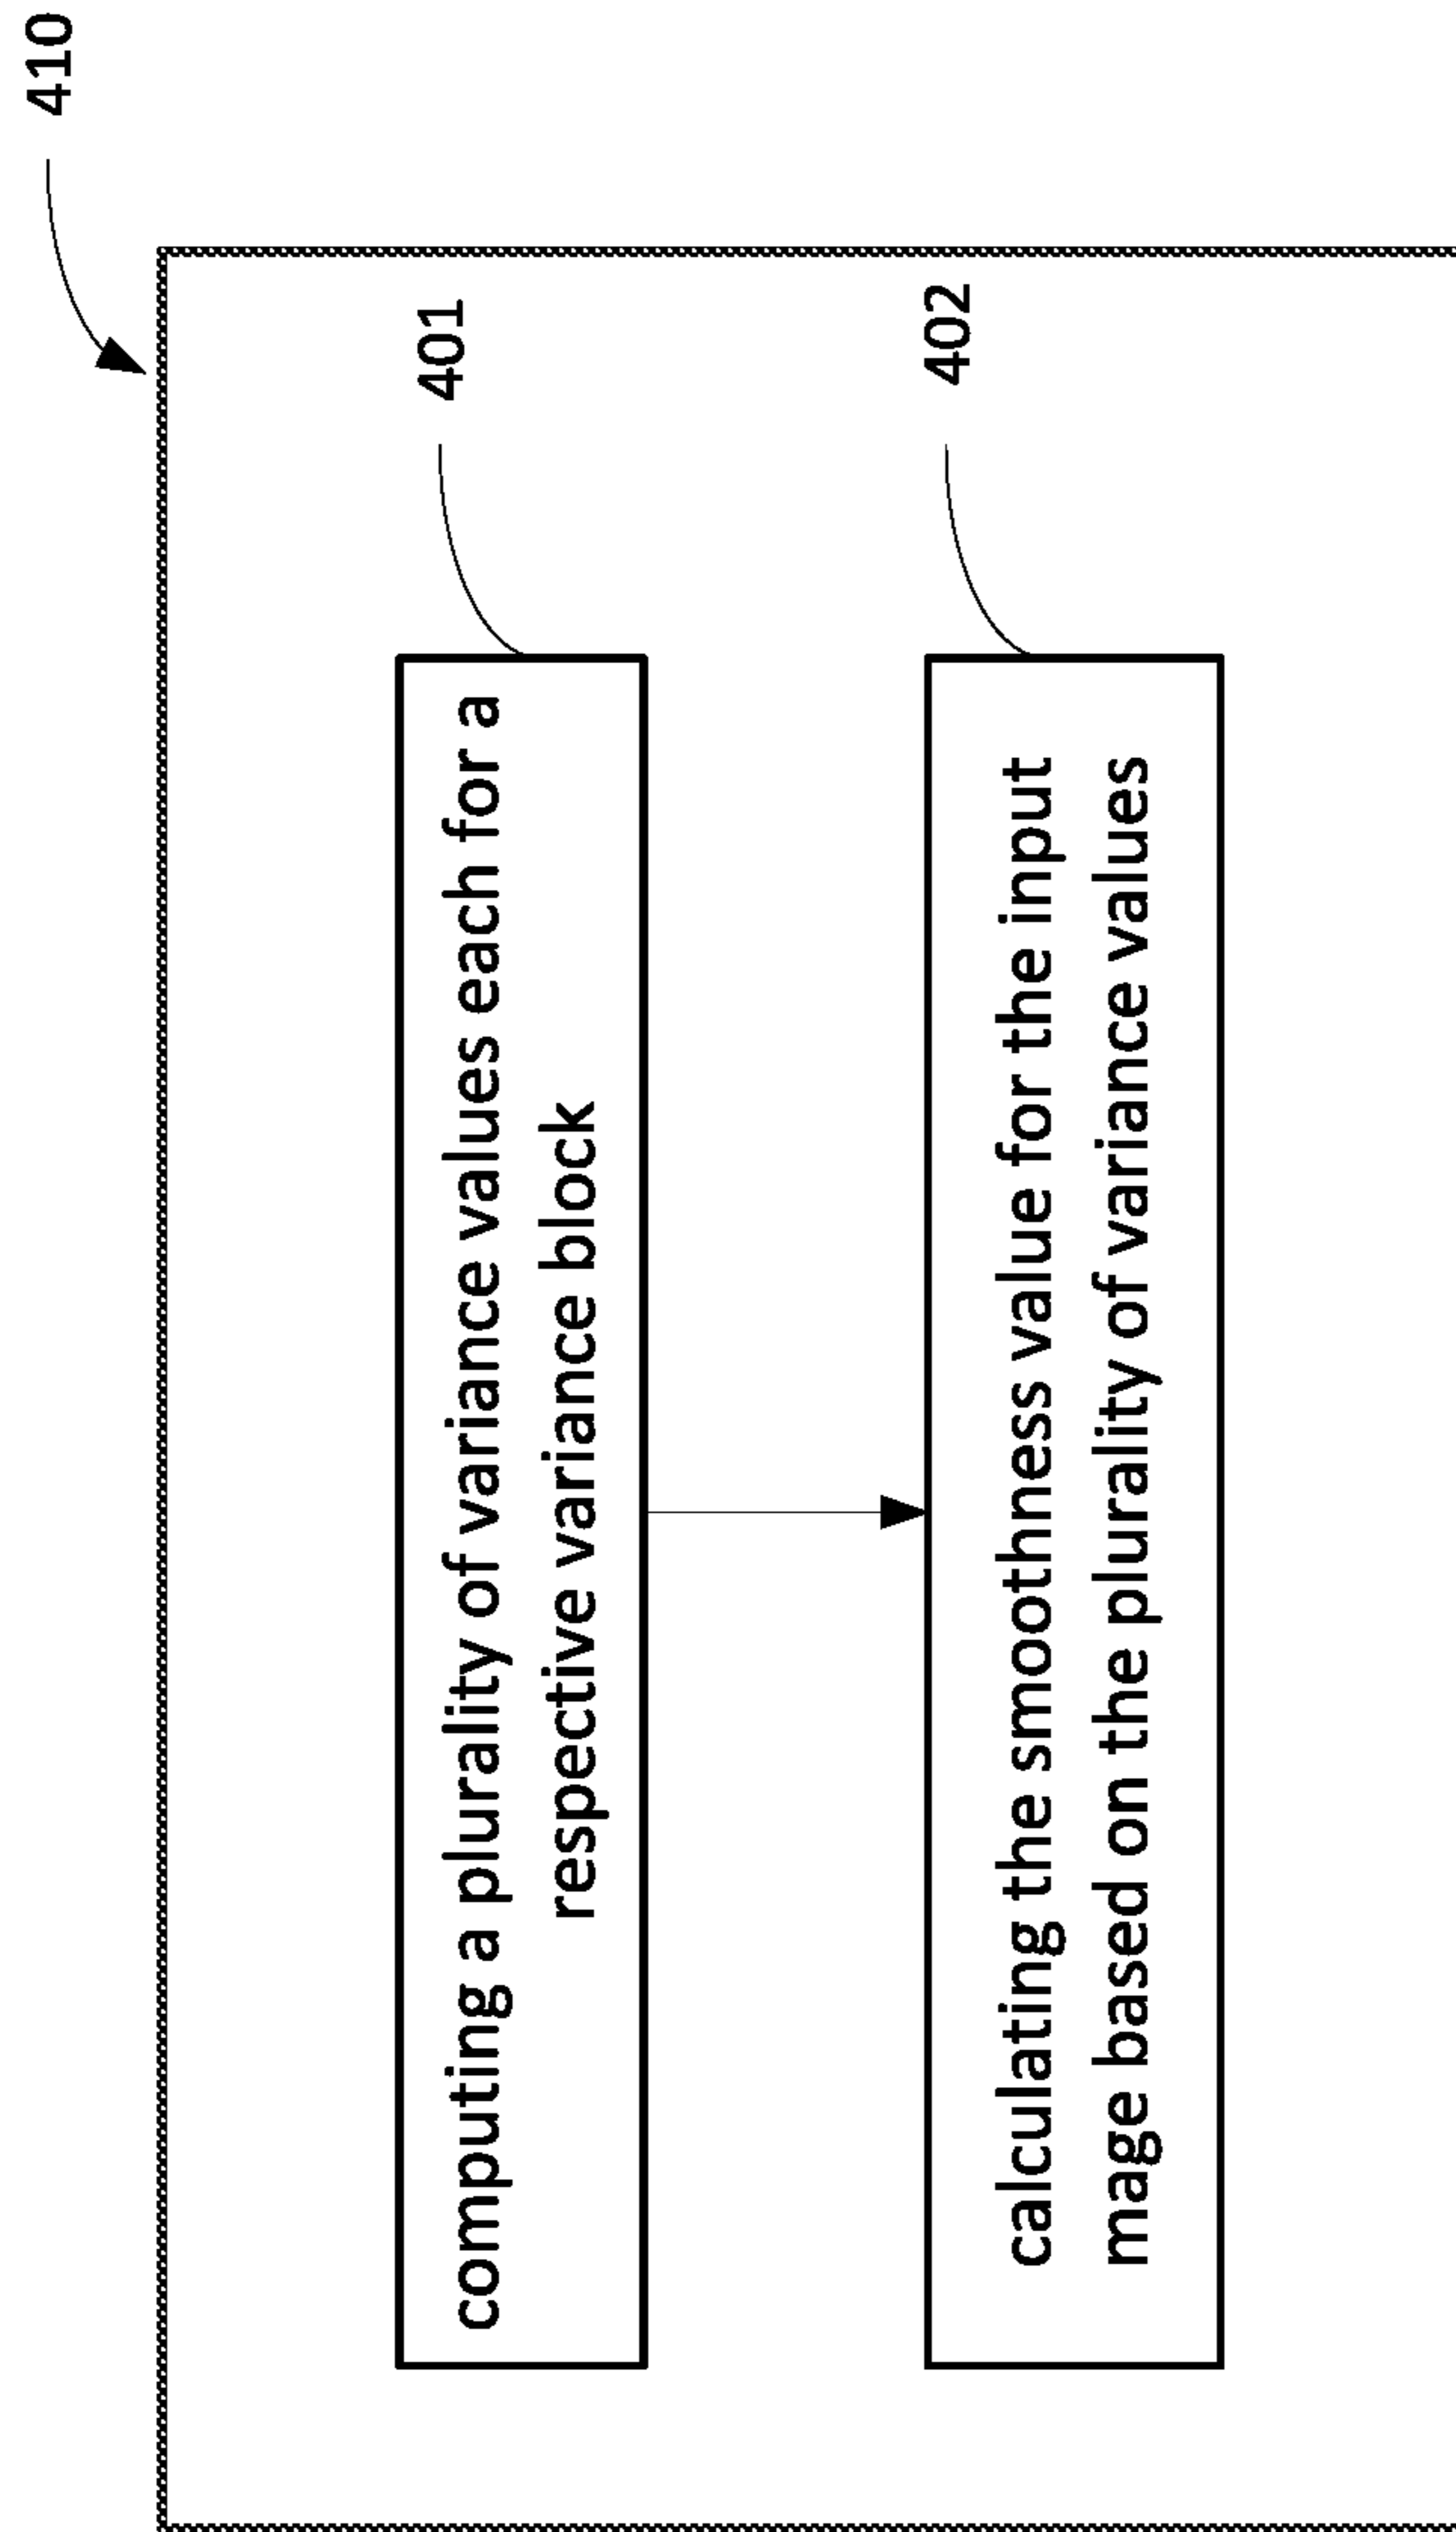 410
401
computing a plurality of variance values each for a
respective variance block
402
calculating the smoothness value for the input
mage based on the plurality of variance values